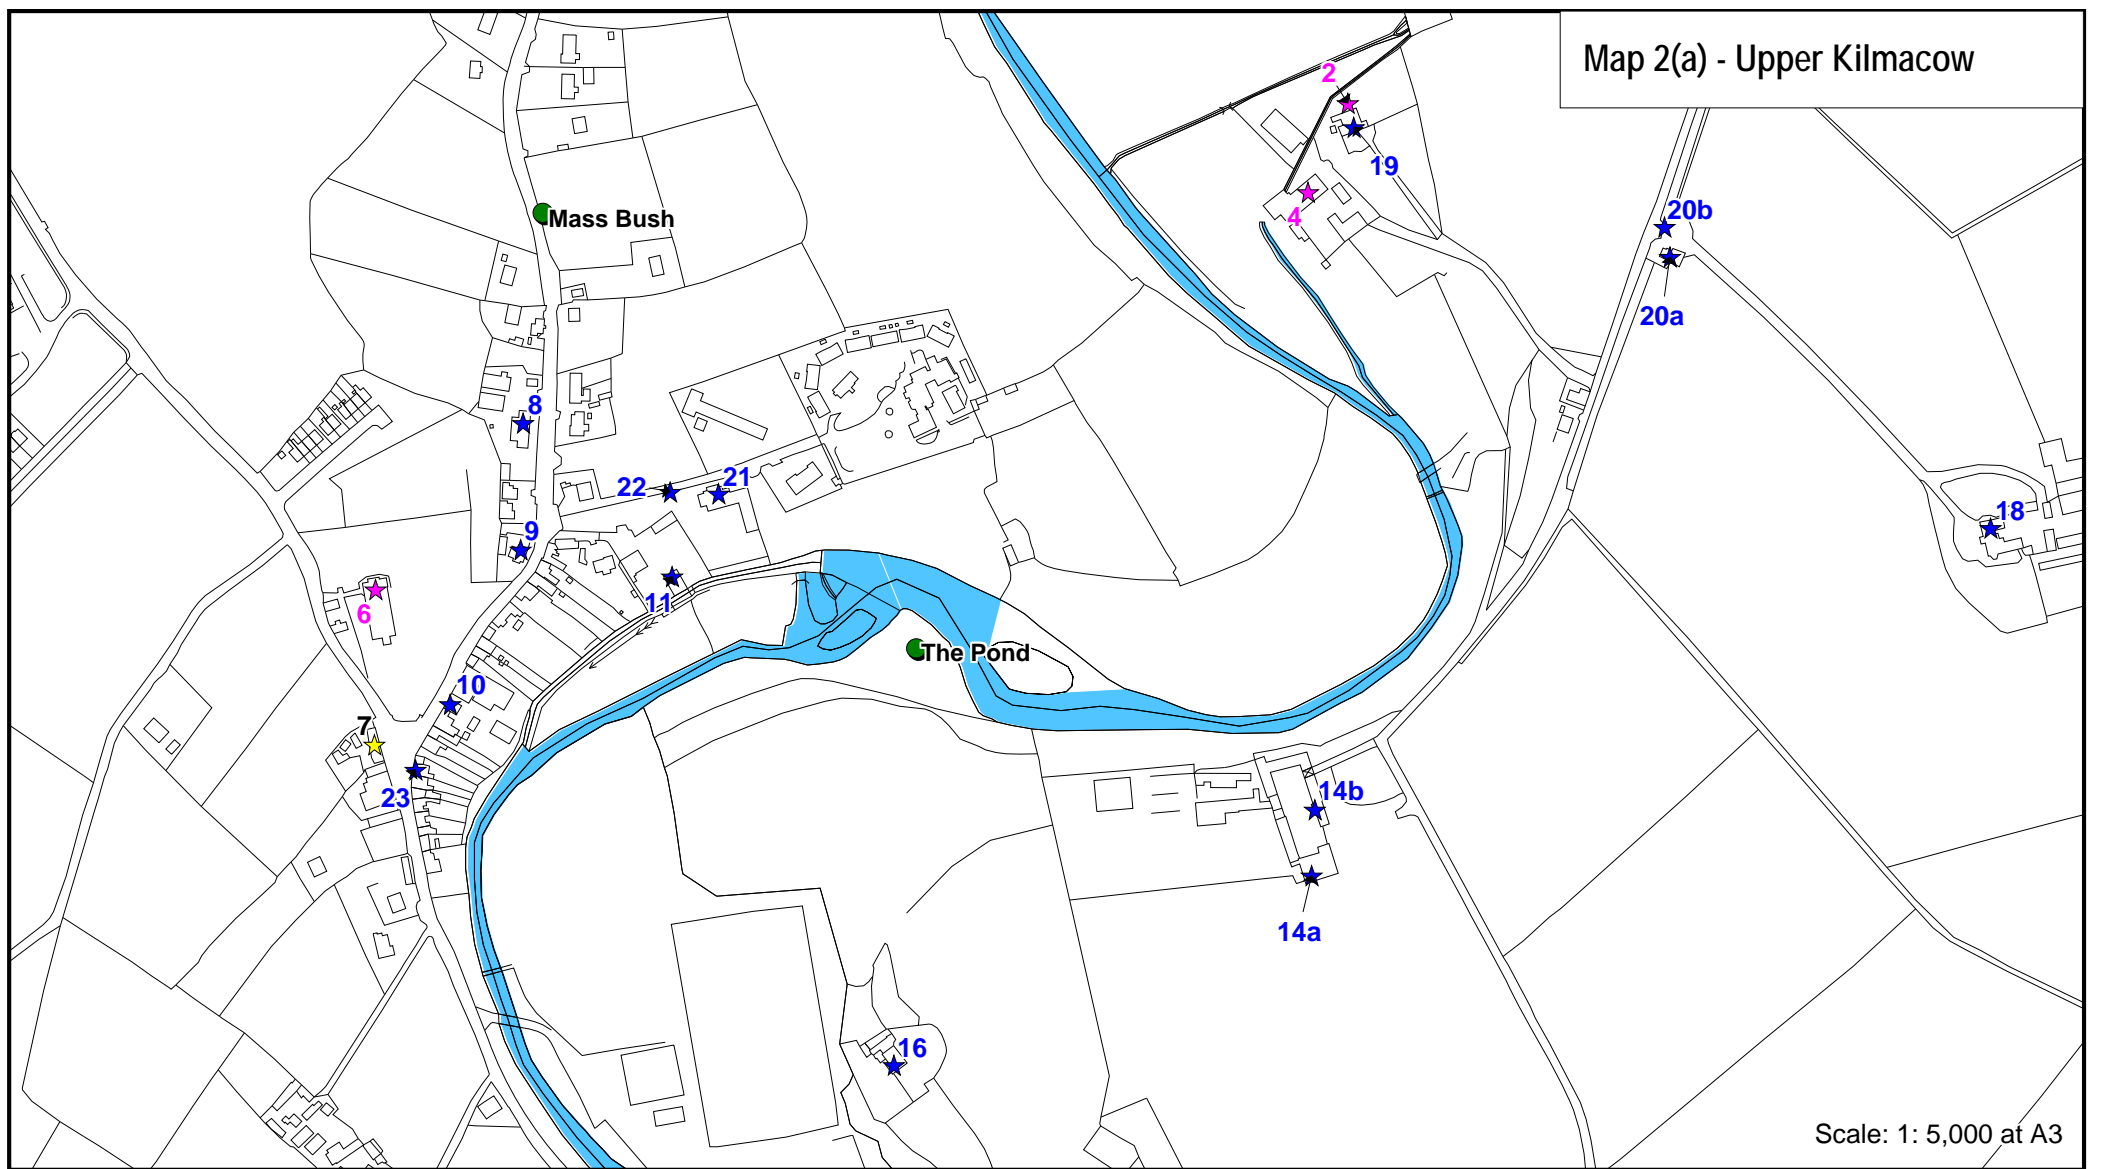 Map 2(a) - Upper Kilmacow
2
19
4
Mass Bush
20b
20a
8
22
21
18
9
11
6
The Pond
10
7
23
14b
14a
16
Scale: 1: 5,000 at A3